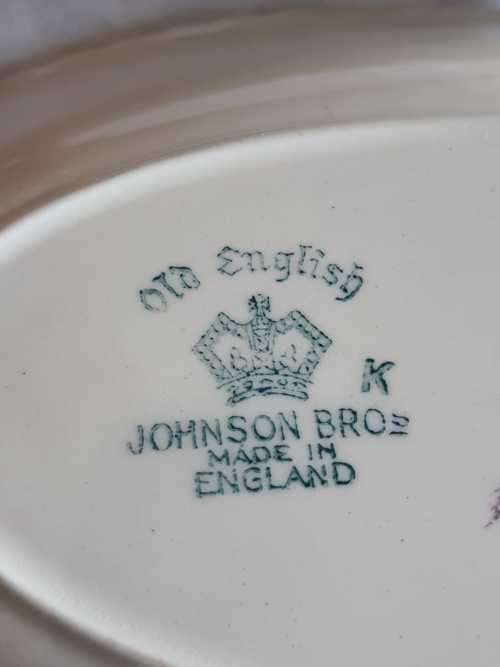 Old English
K
JOHNSON BROS
MADE IN
ENGLAND